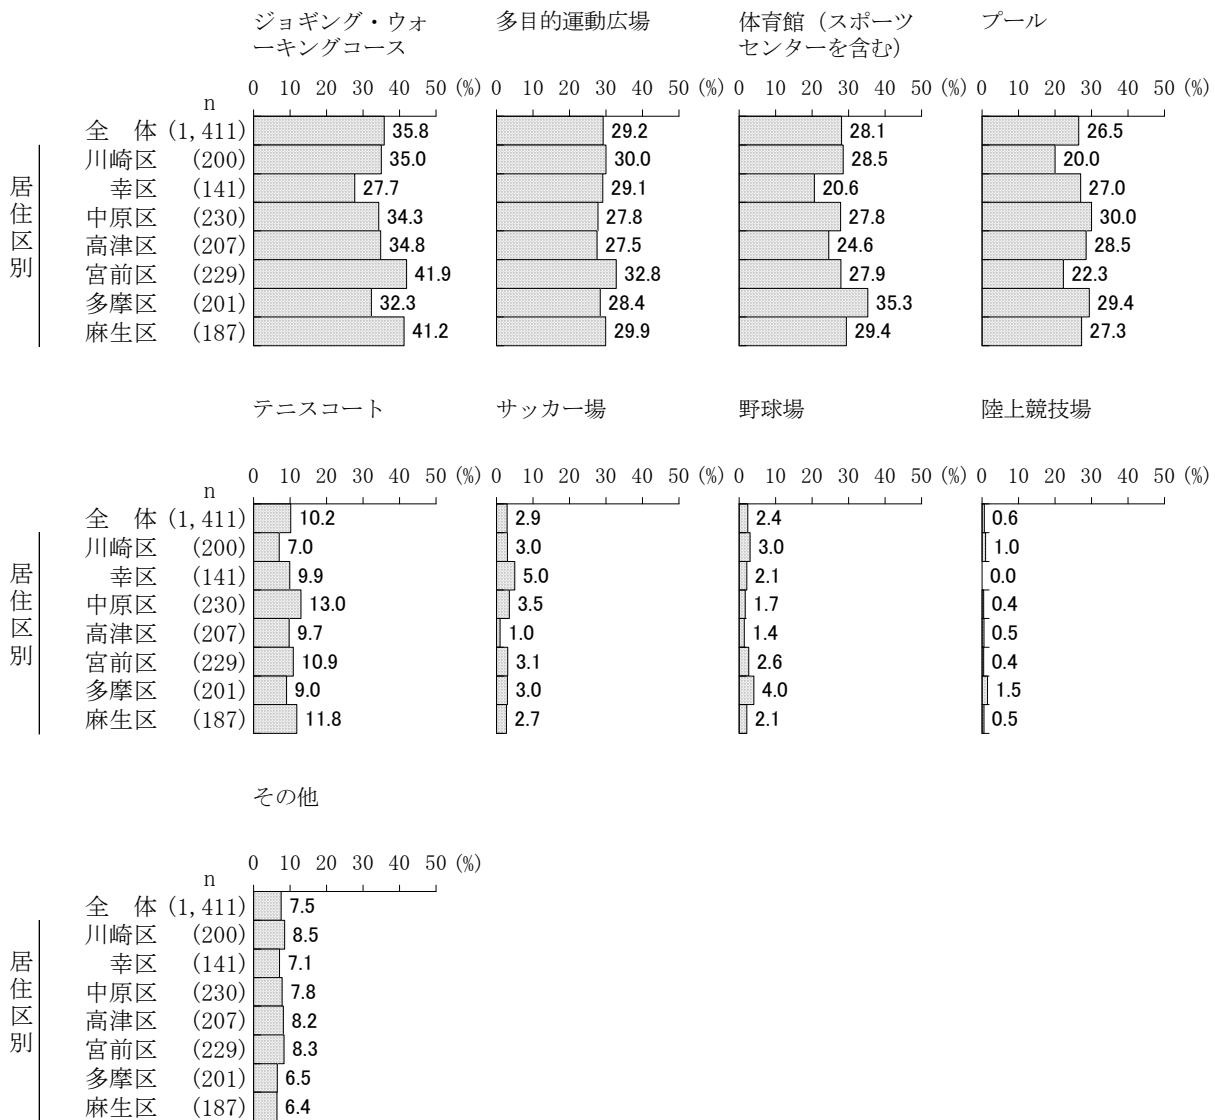 ジョギング・ウォ 多目的運動広場 体育館（スポーツ プール
ーキングコース センターを含む）
0 10 20 30 40 50 (%) 0 10 20 30 40 50 (%) 0 10 20 30 40 50 (%) 0 10 20 30 40 50 (%)
n
全　体 (1,411) 35.8 29.2 28.1 26.5
居住区別
川崎区 (200) 35.0 30.0 28.5 20.0
幸区 (141) 27.7 29.1 20.6 27.0
中原区 (230) 34.3 27.8 27.8 30.0
高津区 (207) 34.8 27.5 24.6 28.5
宮前区 (229) 41.9 32.8 27.9 22.3
多摩区 (201) 32.3 28.4 35.3 29.4
麻生区 (187) 41.2 29.9 29.4 27.3
テニスコート サッカー場 野球場 陸上競技場
0 10 20 30 40 50 (%) 0 10 20 30 40 50 (%) 0 10 20 30 40 50 (%) 0 10 20 30 40 50 (%)
n
全　体 (1,411) 10.2 2.9 2.4 0.6
居住区別
川崎区 (200) 7.0 3.0 3.0 1.0
幸区 (141) 9.9 5.0 2.1 0.0
中原区 (230) 13.0 3.5 1.7 0.4
高津区 (207) 9.7 1.0 1.4 0.5
宮前区 (229) 10.9 3.1 2.6 0.4
多摩区 (201) 9.0 3.0 4.0 1.5
麻生区 (187) 11.8 2.7 2.1 0.5
その他
0 10 20 30 40 50 (%)
n
全　体 (1,411) 7.5
居住区別
川崎区 (200) 8.5
幸区 (141) 7.1
中原区 (230) 7.8
高津区 (207) 8.2
宮前区 (229) 8.3
多摩区 (201) 6.5
麻生区 (187) 6.4